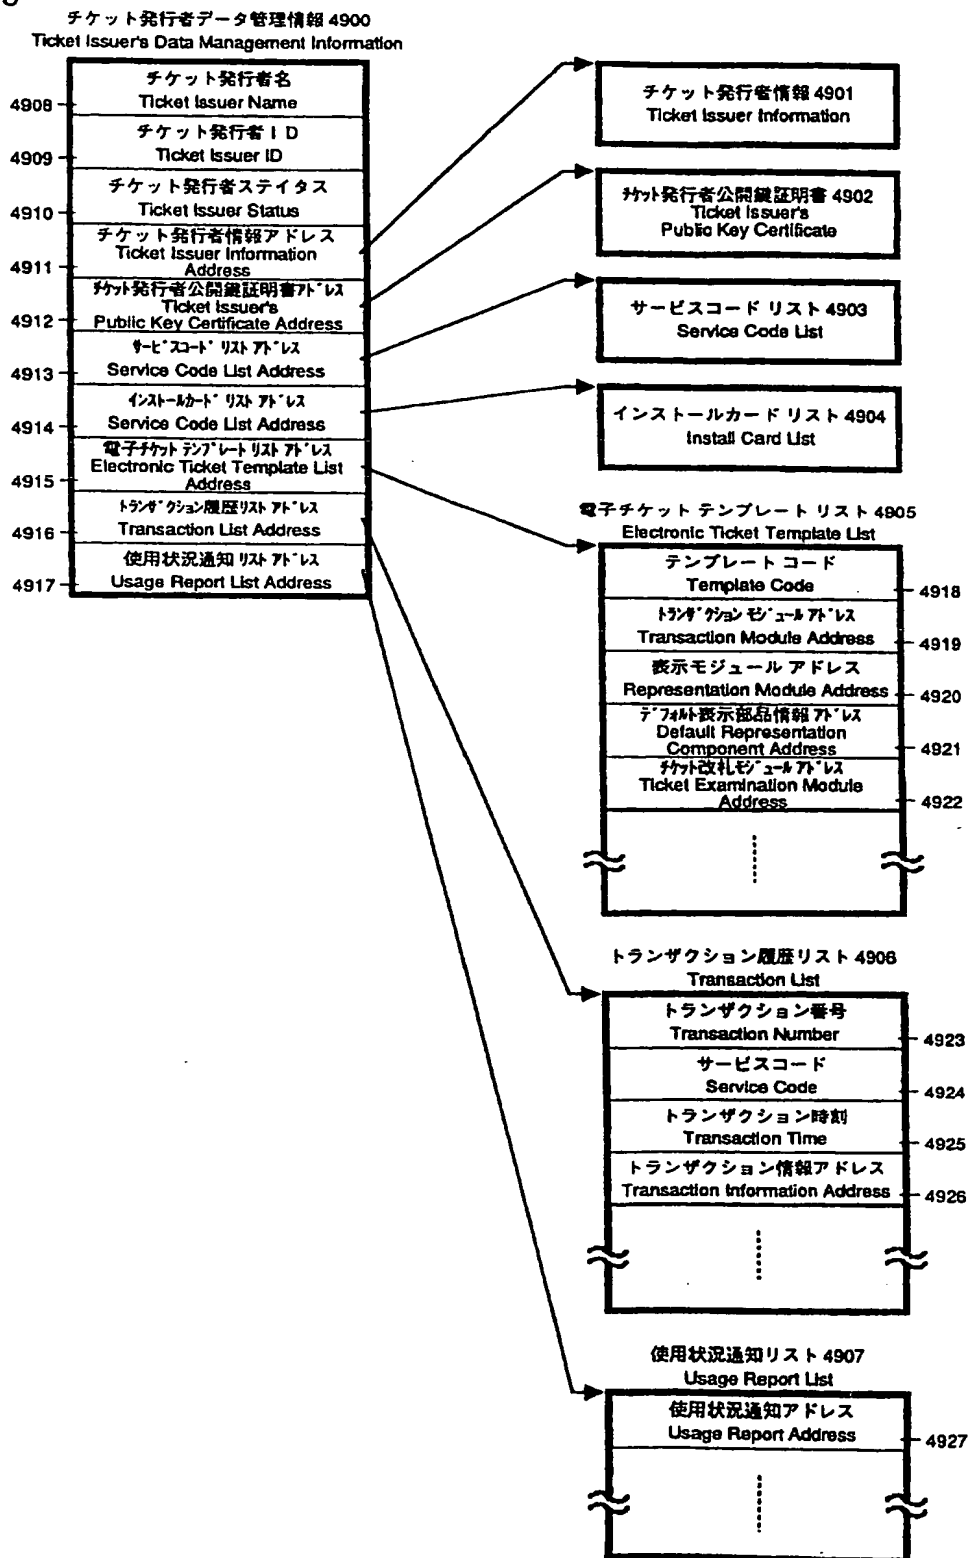 チケット発行者データ管理情報 4900
Ticket Issuer's Data Management Information
チケット発行者名
Ticket Issuer Name
4908
チケット発行者ID
Ticket Issuer ID
4909
チケット発行者ステイタス
Ticket Issuer Status
4910
チケット発行者情報アドレス
Ticket Issuer Information
Address
4911
チケット発行者公開鍵証明書アドレス
Ticket Issuer's
Public Key Certificate Address
4912
サービスコード リスト アドレス
Service Code List Address
4913
インストールカード リスト アドレス
Service Code List Address
4914
電子チケット テンプレート リスト アドレス
Electronic Ticket Template List
Address
4915
トランザクション履歴リスト アドレス
Transaction List Address
4916
使用状況通知 リスト アドレス
Usage Report List Address
4917
チケット発行者情報 4901
Ticket Issuer Information
チケット発行者公開鍵証明書 4902
Ticket Issuer's
Public Key Certificate
サービスコード リスト 4903
Service Code List
インストールカード リスト 4904
Install Card List
電子チケット テンプレート リスト 4905
Electronic Ticket Template List
テンプレート コード
Template Code
4918
トランザクション モジュール アドレス
Transaction Module Address
4919
表示モジュール アドレス
Representation Module Address
4920
デフォルト表示部品情報 アドレス
Default Representation
Component Address
4921
チケット改札モジュール アドレス
Ticket Examination Module
Address
4922
トランザクション履歴リスト 4906
Transaction List
トランザクション番号
Transaction Number
4923
サービスコード
Service Code
4924
トランザクション時刻
Transaction Time
4925
トランザクション情報アドレス
Transaction Information Address
4926
使用状況通知リスト 4907
Usage Report List
使用状況通知アドレス
Usage Report Address
4927